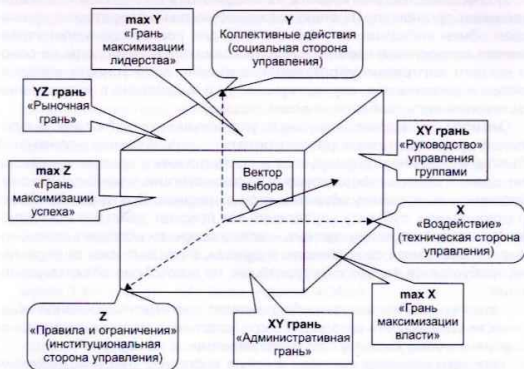 max Y
«Грань
максимизации
лидерства»
Y
Коллективные действия
(социальная сторона
управления)
YZ грань
«Рыночная
грань»
XY грань
«Руководство»
управления
группами
max Z
«Грань
максимизации
успеха»
Вектор
выбора
X
«Воздействие»
(техническая сторона
управления)
Z
«Правила и ограничения»
(институциональная
сторона управления)
XY грань
«Административная
грань»
max X
«Грань
максимизации
власти»